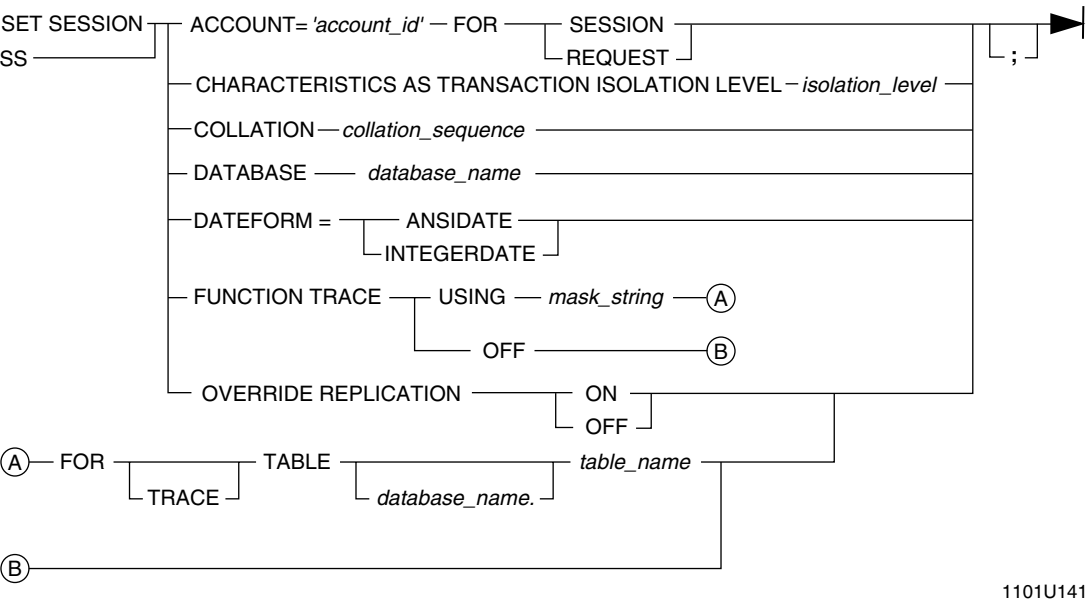 SET SESSION ACCOUNT= 'account_id' FOR SESSION
SS REQUEST ;
CHARACTERISTICS AS TRANSACTION ISOLATION LEVEL isolation_level
COLLATION collation_sequence
DATABASE database_name
DATEFORM = ANSIDATE
INTEGERDATE
FUNCTION TRACE USING mask_string A
OFF B
OVERRIDE REPLICATION ON
OFF
A FOR TABLE table_name
TRACE database_name.
B
1101U141